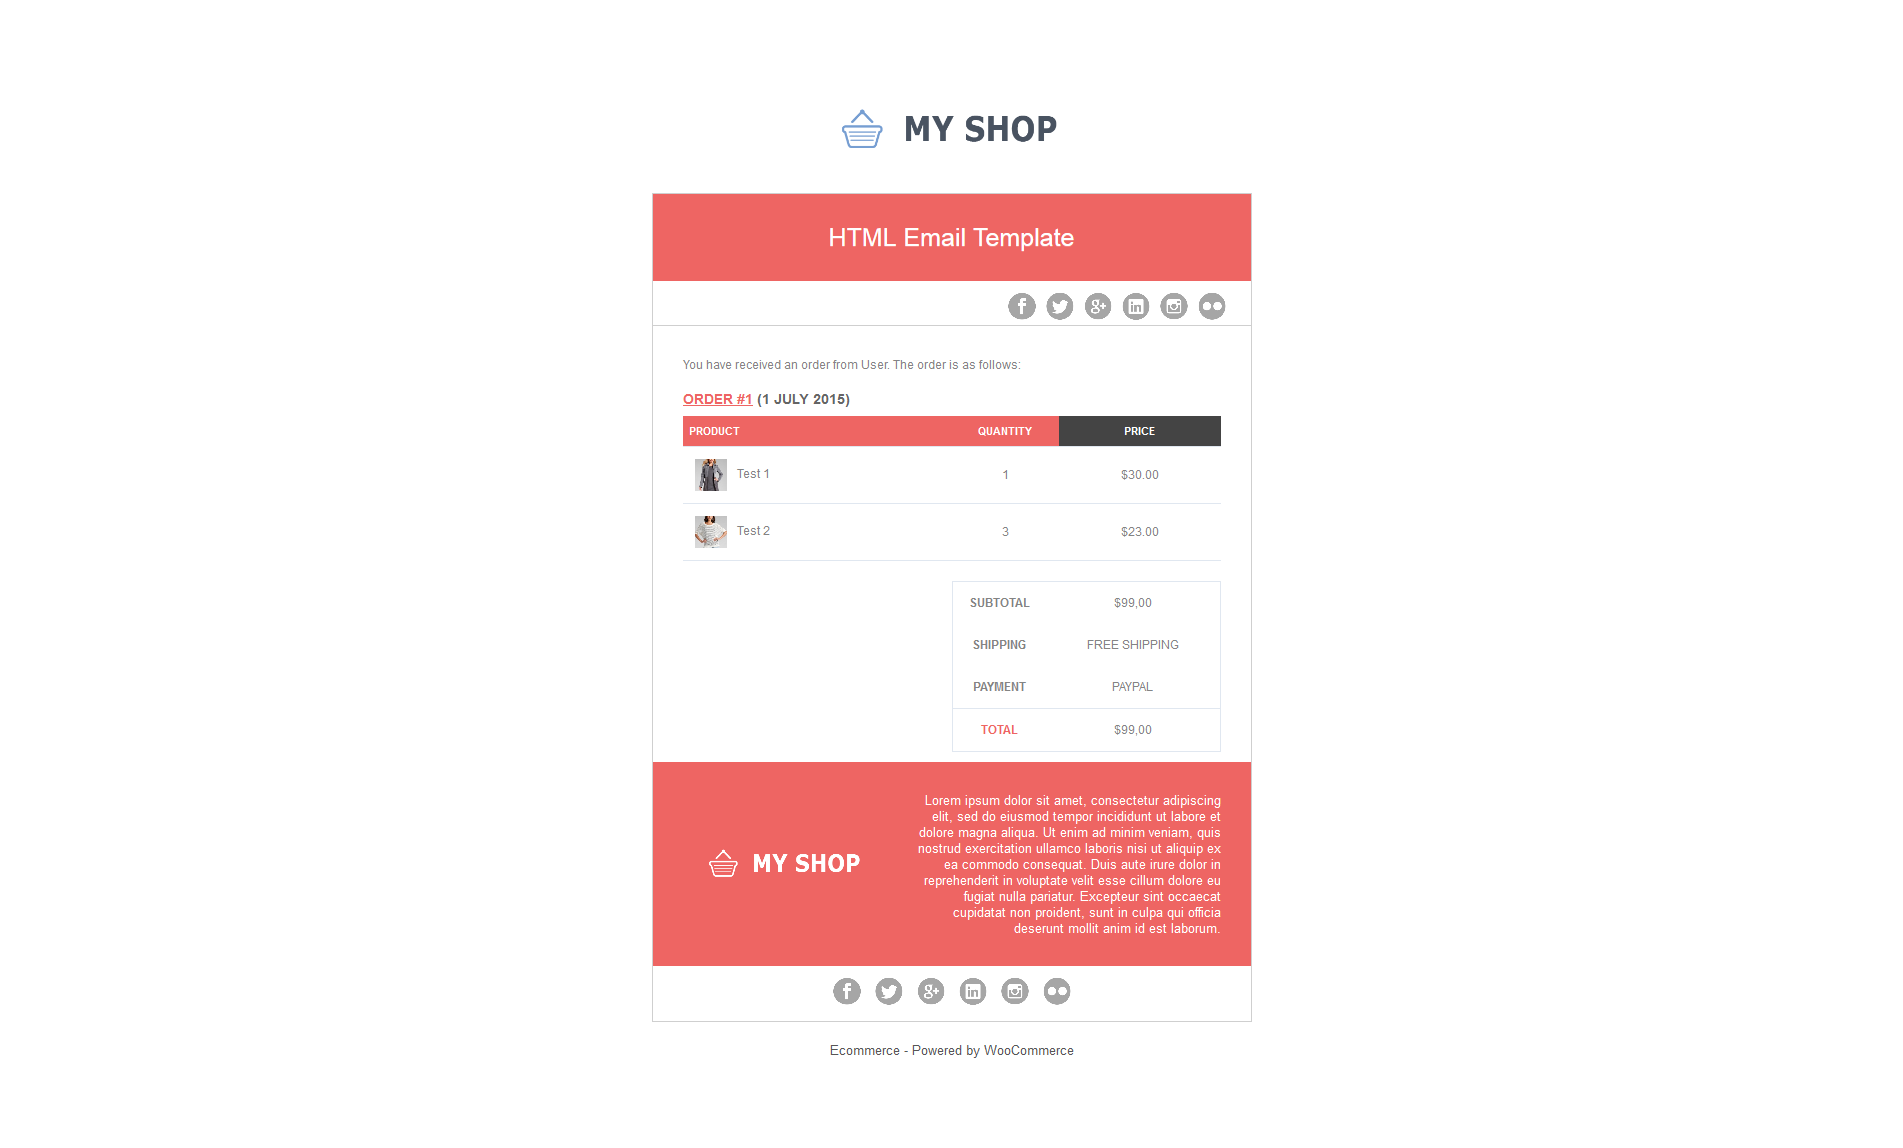 MY SHOP
HTML Email Template
You have received an order from User. The order is as follows:
ORDER #1 (1 JULY 2015)
PRODUCT QUANTITY PRICE
Test 1 1 $30.00
Test 2 3 $23.00
SUBTOTAL $99,00
SHIPPING FREE SHIPPING
PAYMENT PAYPAL
TOTAL $99,00
MY SHOP
Lorem ipsum dolor sit amet, consectetur adipiscing
elit, sed do eiusmod tempor incididunt ut labore et
dolore magna aliqua. Ut enim ad minim veniam, quis
nostrud exercitation ullamco laboris nisi ut aliquip ex
ea commodo consequat. Duis aute irure dolor in
reprehenderit in voluptate velit esse cillum dolore eu
fugiat nulla pariatur. Excepteur sint occaecat
cupidatat non proident, sunt in culpa qui officia
deserunt mollit anim id est laborum.
Ecommerce - Powered by WooCommerce